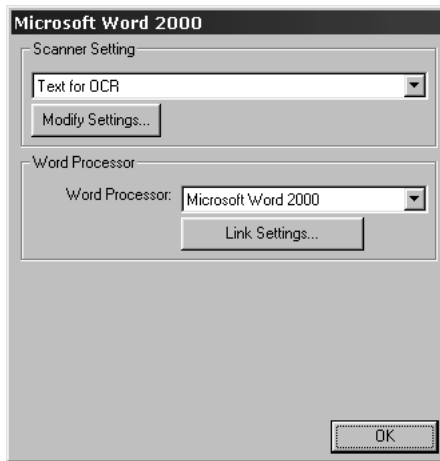 Microsoft Word 2000
Scanner Setting
Text for OCR
Modify Settings...
Word Processor
Word Processor: Microsoft Word 2000
Link Settings...
OK